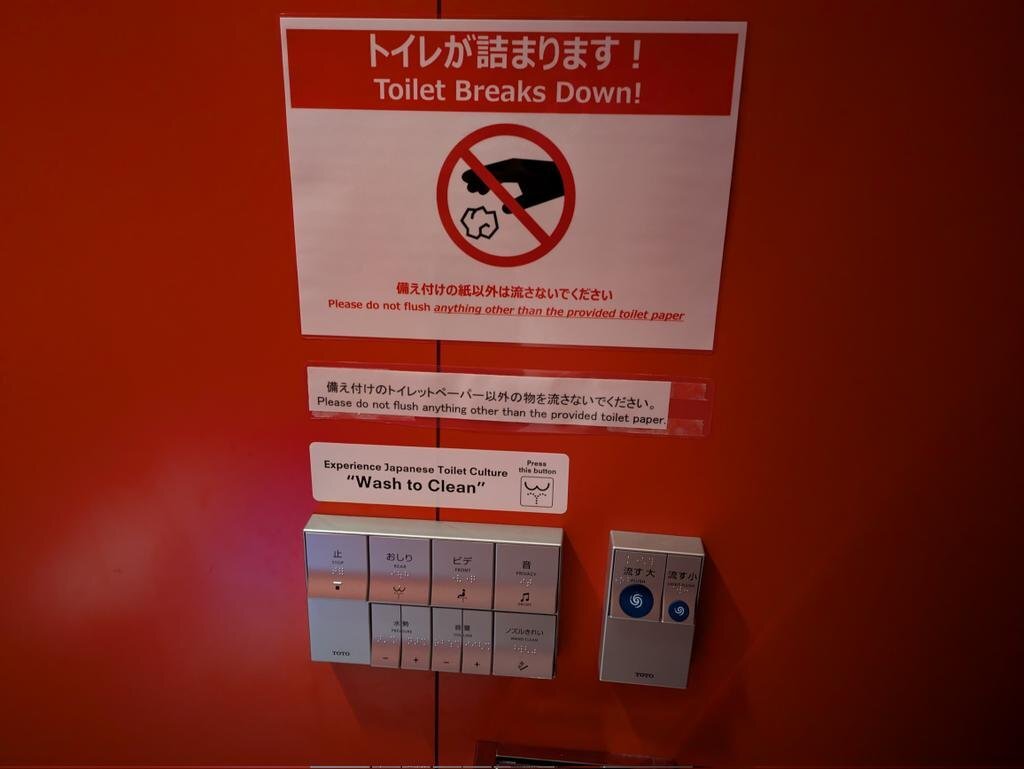 トイレが詰まります！
Toilet Breaks Down!
備え付けの紙以外は流さないでください
Please do not flush anything other than the provided toilet paper
備え付けのトイレットペーパー以外の物を流さないでください。
Please do not flush anything other than the provided toilet paper.
Experience Japanese Toilet Culture
"Wash to Clean"
Press
this button
止
STOP
おしり
REAR
ビデ
FRONT
音
PRIVACY
水勢
PRESSURE
- +
音量
VOLUME
- +
ノズルきれい
WAND CLEAN
TOTO
流す 大
FLUSH
流す小
TOTO